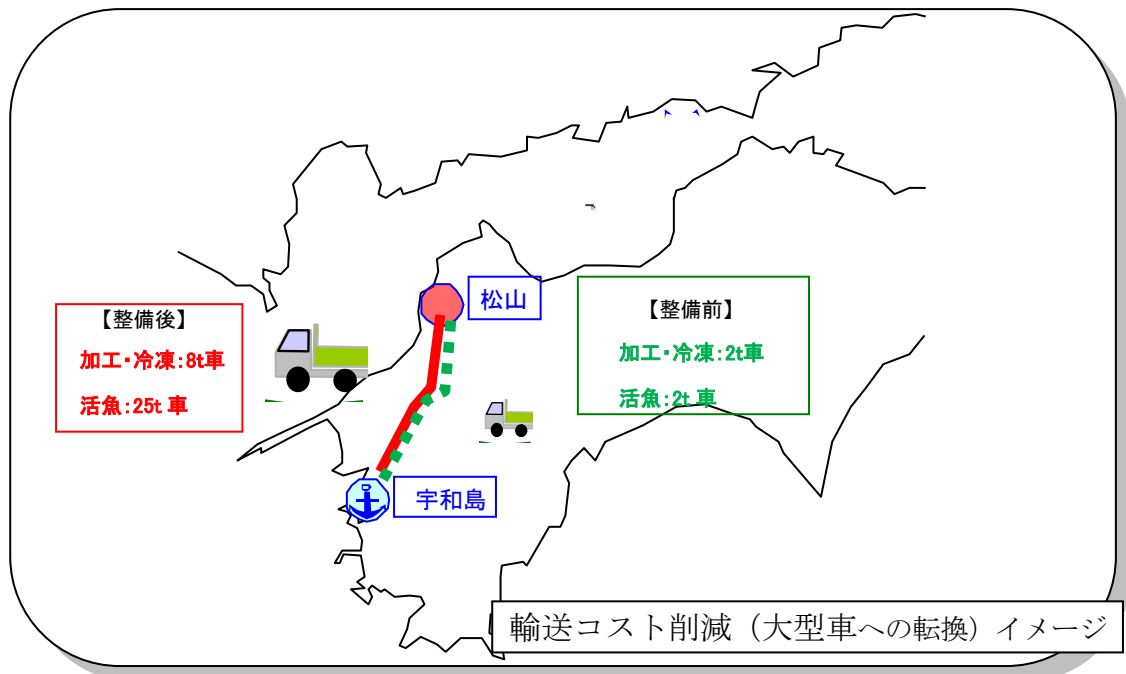 松山
【整備後】
加工・冷凍:8t車
活魚:25t 車
【整備前】
加工・冷凍:2t車
活魚:2t 車
宇和島
輸送コスト削減（大型車への転換）イメージ